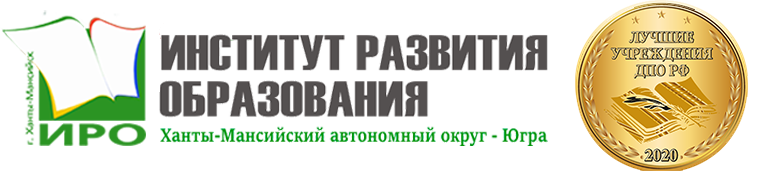 г. Ханты-Мансийск
ИРО
ИНСТИТУТ РАЗВИТИЯ
ОБРАЗОВАНИЯ
Ханты-Мансийский автономный округ - Югра
ЛУЧШИЕ
УЧРЕЖДЕНИЯ
ДПО РФ
2020